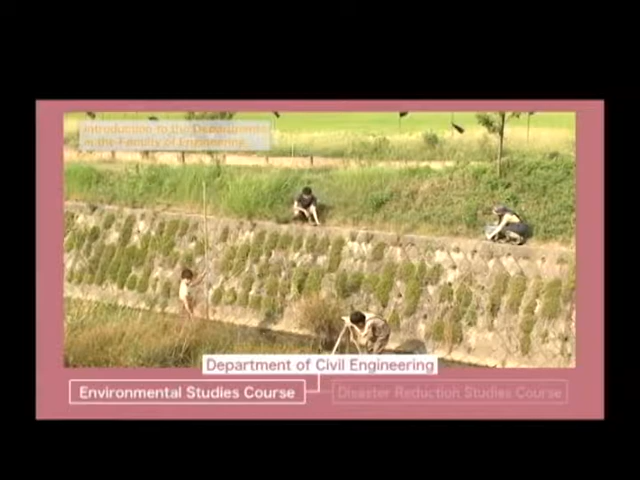 Introduction to the Departments
in the Faculty of Engineering
Department of Civil Engineering
Environmental Studies Course
Disaster Reduction Studies Course